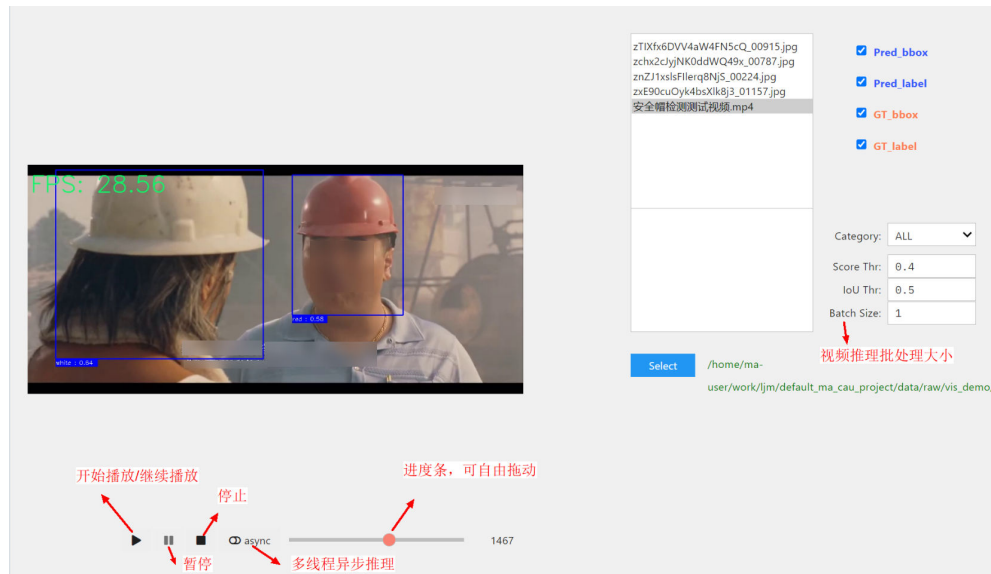 zTIXfx6DVV4aW4FN5cQ_00915.jpg
zchx2cJyjNK0ddWQ49x_00787.jpg
znZJ1xslsFIlerq8NjS_00224.jpg
zxE90cuOyk4bsXlk8j3_01157.jpg
安全帽检测测试视频.mp4
Pred_bbox
Pred_label
GT_bbox
GT_label
FPS: 28.56
red : 0.58
white : 0.64
Category: ALL
Score Thr: 0.4
IoU Thr: 0.5
Batch Size: 1
视频推理批处理大小
Select
/home/ma-
user/work/ljm/default_ma_cau_project/data/raw/vis_demo,
开始播放/继续播放
停止
进度条，可自由拖动
async
1467
暂停
多线程异步推理